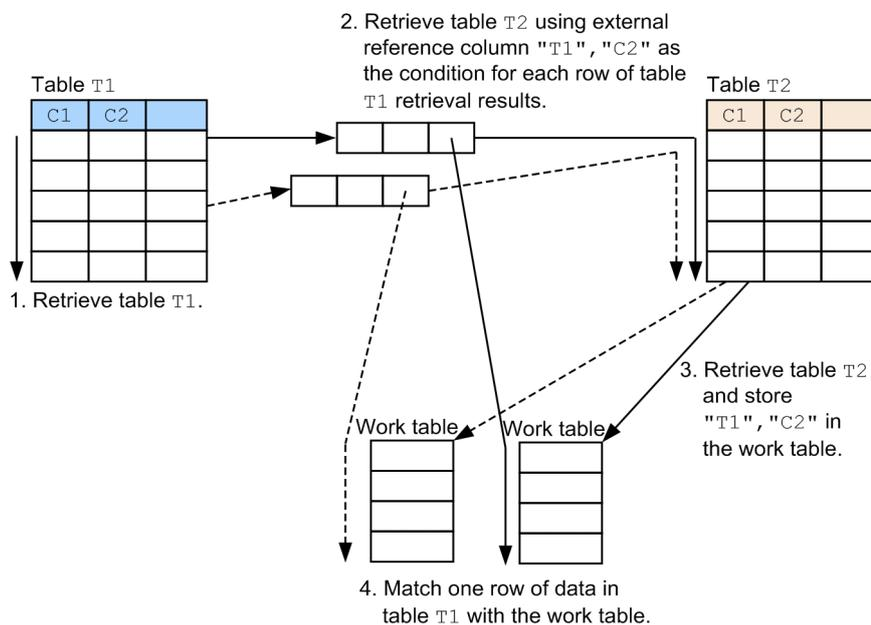 2. Retrieve table T2 using external
reference column "T1","C2" as
the condition for each row of table
T1 retrieval results.
Table T1
C1 C2
Table T2
C1 C2
1. Retrieve table T1.
3. Retrieve table T2
and store
"T1","C2" in
the work table.
Work table
Work table
4. Match one row of data in
table T1 with the work table.